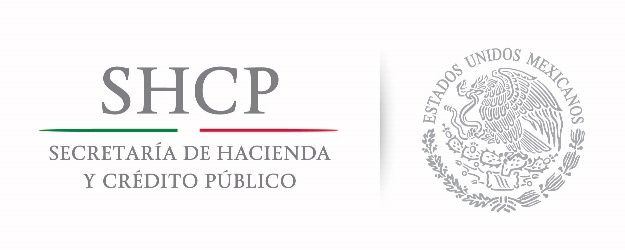 SHCP
SECRETARÍA DE HACIENDA
Y CRÉDITO PÚBLICO
ESTADOS UNIDOS MEXICANOS